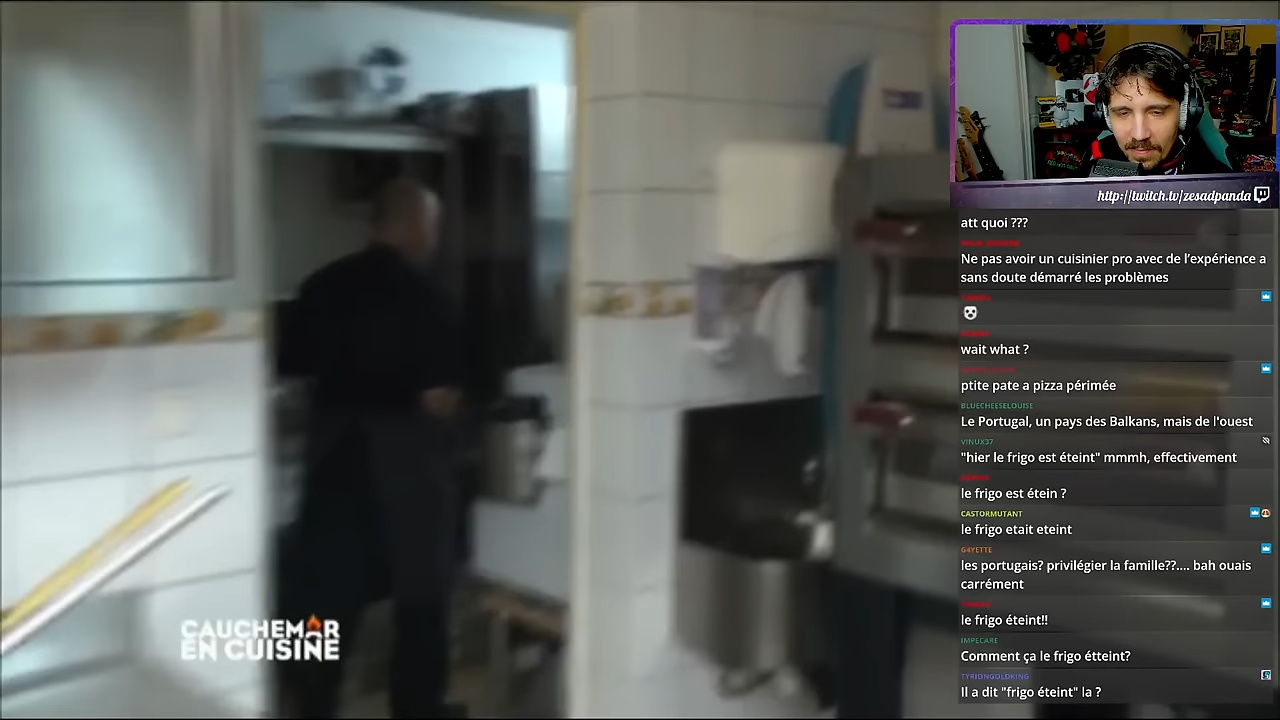 http://twitch.tv/zesadpanda
att quoi ???
Ne pas avoir un cuisinier pro avec de l'expérience a
sans doute démarré les problèmes
wait what ?
ptite pate a pizza périmée
BLUECHEESELOUISE
Le Portugal, un pays des Balkans, mais de l'ouest
VINUX37
"hier le frigo est éteint" mmmh, effectivement
le frigo est étein ?
CASTORMUTANT
le frigo etait eteint
G4YETTE
les portugais? privilégier la famille??.... bah ouais
carrément
le frigo éteint!!
IMPECARE
Comment ça le frigo étteint?
TYRIONGOLDKING
Il a dit "frigo éteint" la ?
CAUCHEMAR
EN CUISINE